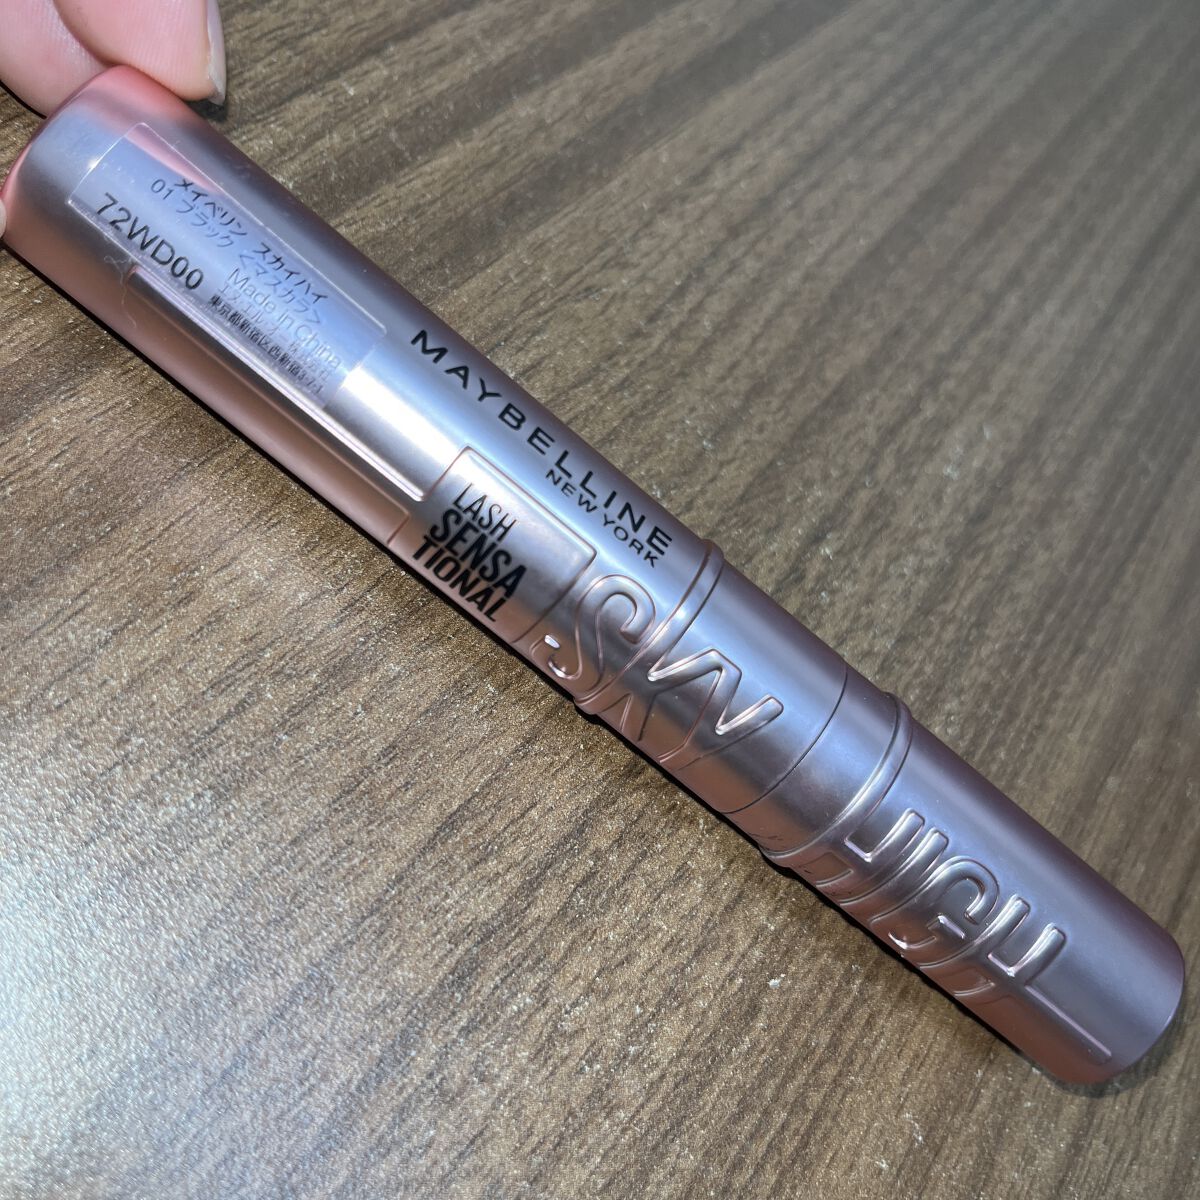 メイベリン スカイハイ
01 ブラック <マスカラ>
Made in China
72WD00
MAYBELLINE
NEW YORK
LASH
SENSA
TIONAL
SKY
HIGH